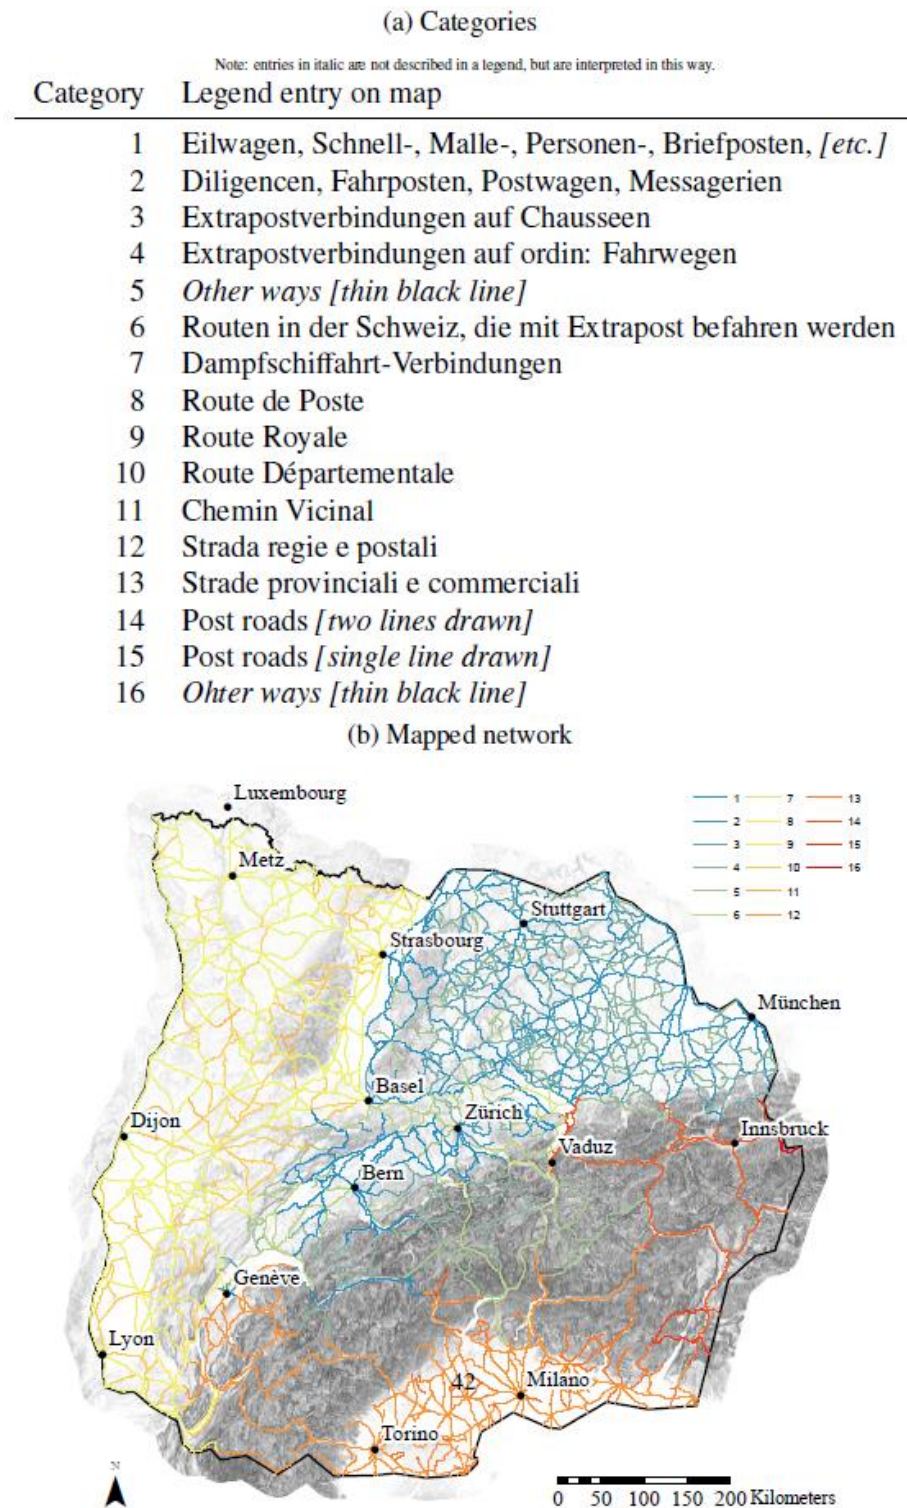 (a) Categories
Note: entries in italic are not described in a legend, but are interpreted in this way.
Category Legend entry on map
1 Eilwagen, Schnell-, Malle-, Personen-, Briefposten, [etc.]
2 Diligencen, Fahrposten, Postwagen, Messagerien
3 Extrapostverbindungen auf Chausseen
4 Extrapostverbindungen auf ordin: Fahrwegen
5 Other ways [thin black line]
6 Routen in der Schweiz, die mit Extrapost befahren werden
7 Dampfschiffahrt-Verbindungen
8 Route de Poste
9 Route Royale
10 Route Départementale
11 Chemin Vicinal
12 Strada regie e postali
13 Strade provinciali e commerciali
14 Post roads [two lines drawn]
15 Post roads [single line drawn]
16 Ohter ways [thin black line]
(b) Mapped network
Luxembourg
1 7 13
2 8 14
3 9 15
4 10 16
5 11
6 12
Metz
Stuttgart
Strasbourg
München
Basel
Zürich
Dijon
Innsbruck
Vaduz
Bern
Genève
Lyon
42
Milano
Torino
N
0 50 100 150 200 Kilometers